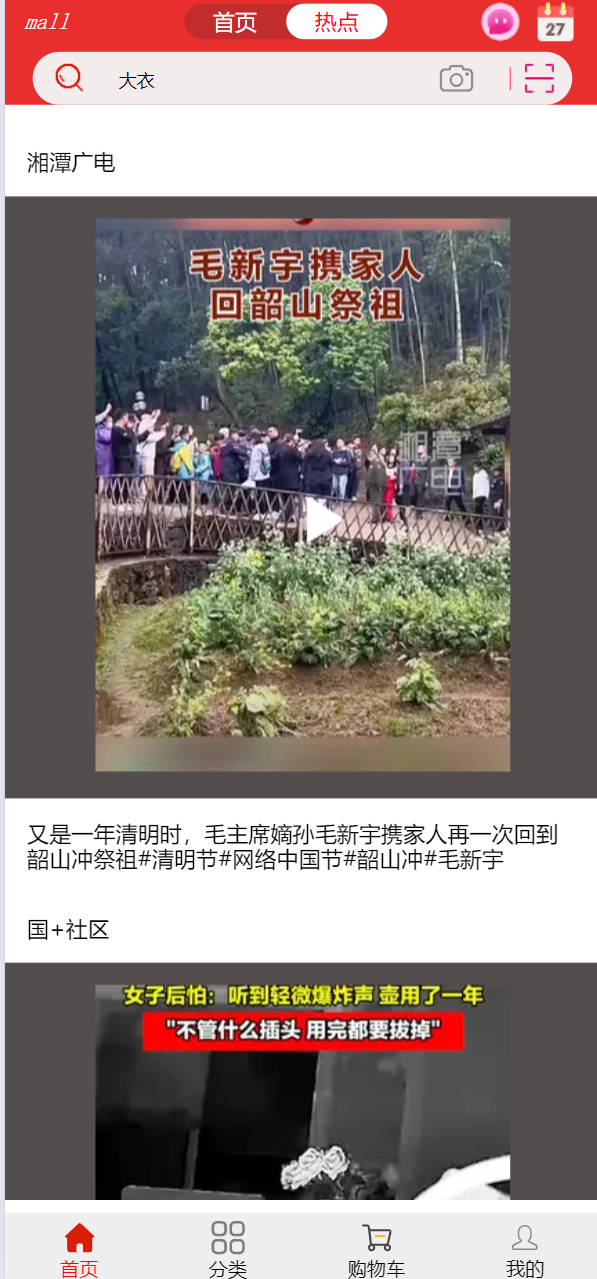 mall
首页
热点
27
大衣
湘潭广电
毛新宇携家人
回韶山祭祖
又是一年清明时，毛主席嫡孙毛新宇携家人再一次回到
韶山冲祭祖#清明节#网络中国节#韶山冲#毛新宇
国+社区
女子后怕：听到轻微爆炸声 壶用了一年
"不管什么插头 用完都要拔掉"
首页
分类
购物车
我的